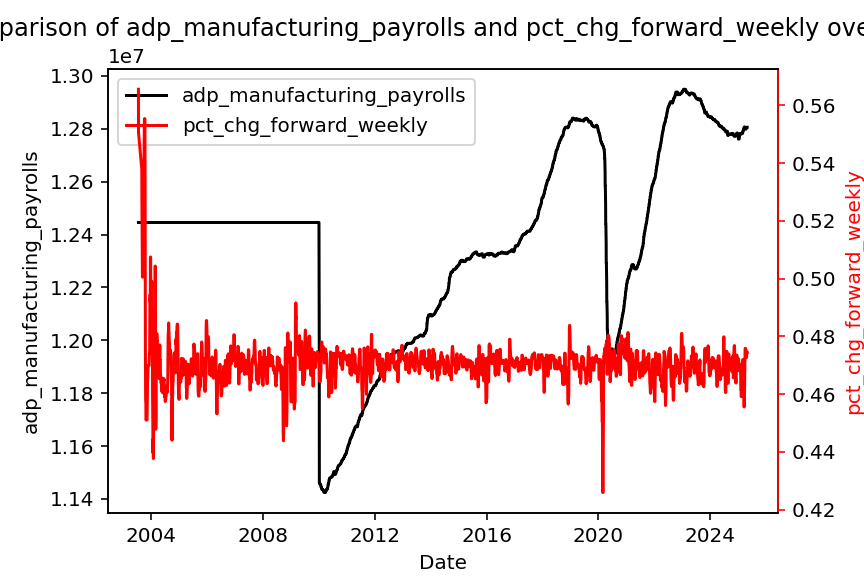 parison of adp_manufacturing_payrolls and pct_chg_forward_weekly ove
1e7
adp_manufacturing_payrolls
pct_chg_forward_weekly
1.30
1.28
1.26
1.24
1.22
1.20
1.18
1.16
1.14
adp_manufacturing_payrolls
0.56
0.54
0.52
0.50
0.48
0.46
0.44
0.42
pct_chg_forward_weekly
2004 2008 2012 2016 2020 2024
Date